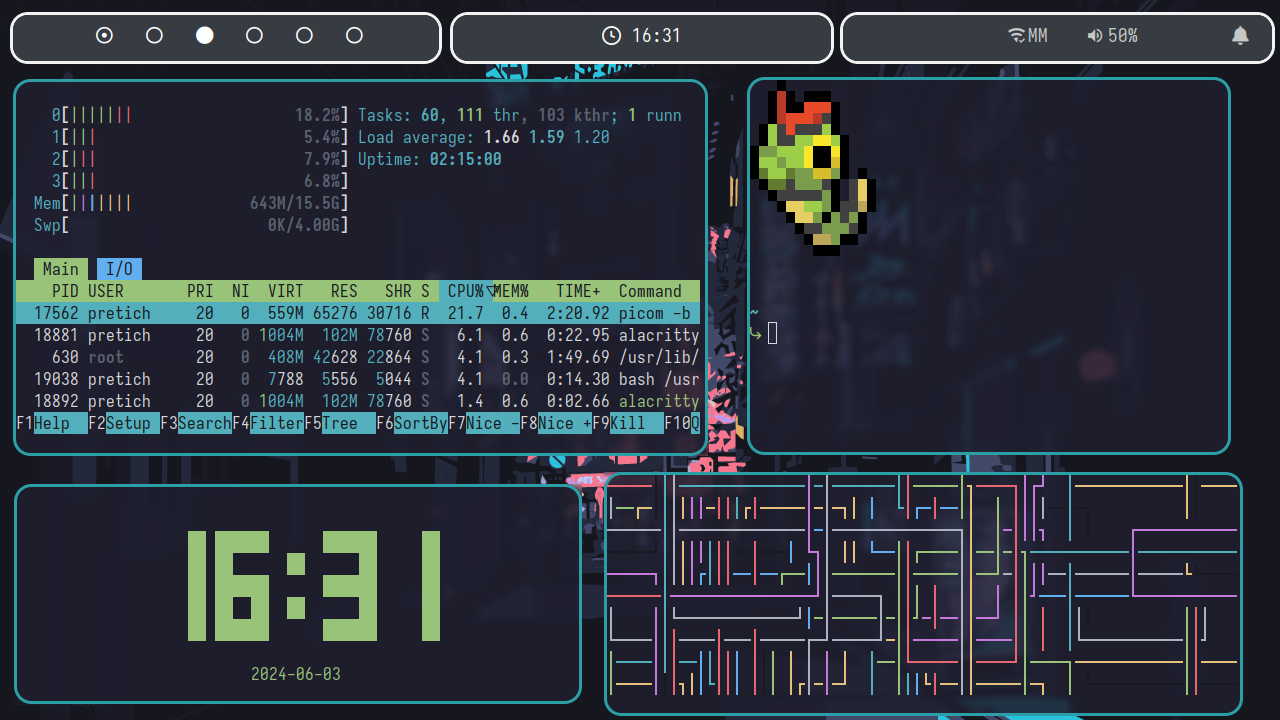 16:31
MM
50%
0[|||||||18.2%] Tasks: 60, 111 thr, 103 kthr; 1 runn
1[|||5.4%] Load average: 1.66 1.59 1.20
2[|||7.9%] Uptime: 02:15:00
3[|||6.8%]
Mem[|||||||643M/15.5G]
Swp[0K/4.00G]
Main I/O
PID USER PRI NI VIRT RES SHR S CPU%▽MEM% TIME+ Command
17562 pretich 20 0 559M 65276 30716 R 21.7 0.4 2:20.92 picom -b
18881 pretich 20 0 1004M 102M 78760 S 6.1 0.6 0:22.95 alacritty
630 root 20 0 408M 42628 22864 S 4.1 0.3 1:49.69 /usr/lib/
19038 pretich 20 0 7788 5556 5044 S 4.1 0.0 0:14.30 bash /usr
18892 pretich 20 0 1004M 102M 78760 S 1.4 0.6 0:02.66 alacritty
F1Help F2Setup F3SearchF4FilterF5Tree F6SortByF7Nice -F8Nice +F9Kill F10Q
~
16:31
2024-06-03